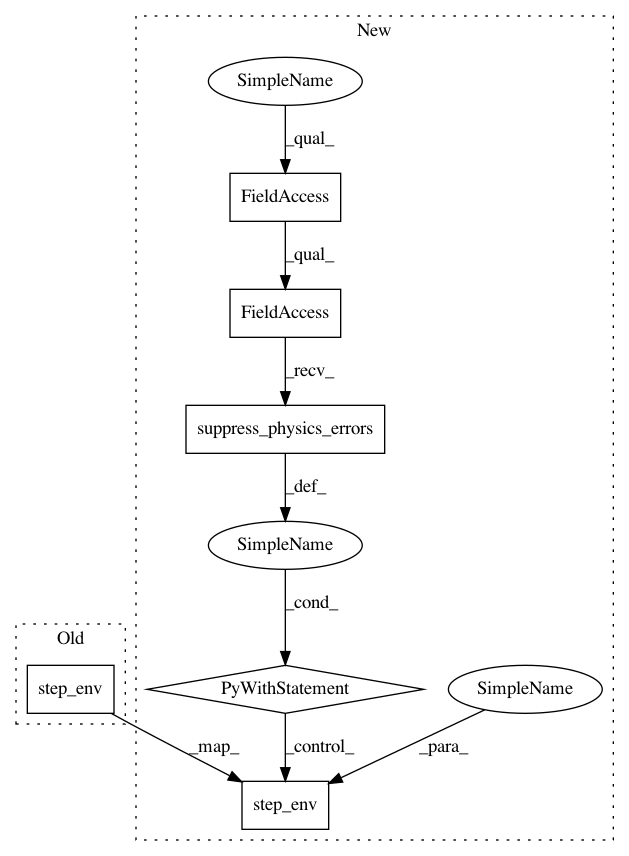 New
SimpleName
_qual_
FieldAccess
_qual_
FieldAccess
_recv_
suppress_physics_errors
_def_
SimpleName
_cond_
Old
step_env
PyWithStatement
SimpleName
_map_
_control_
_para_
step_env